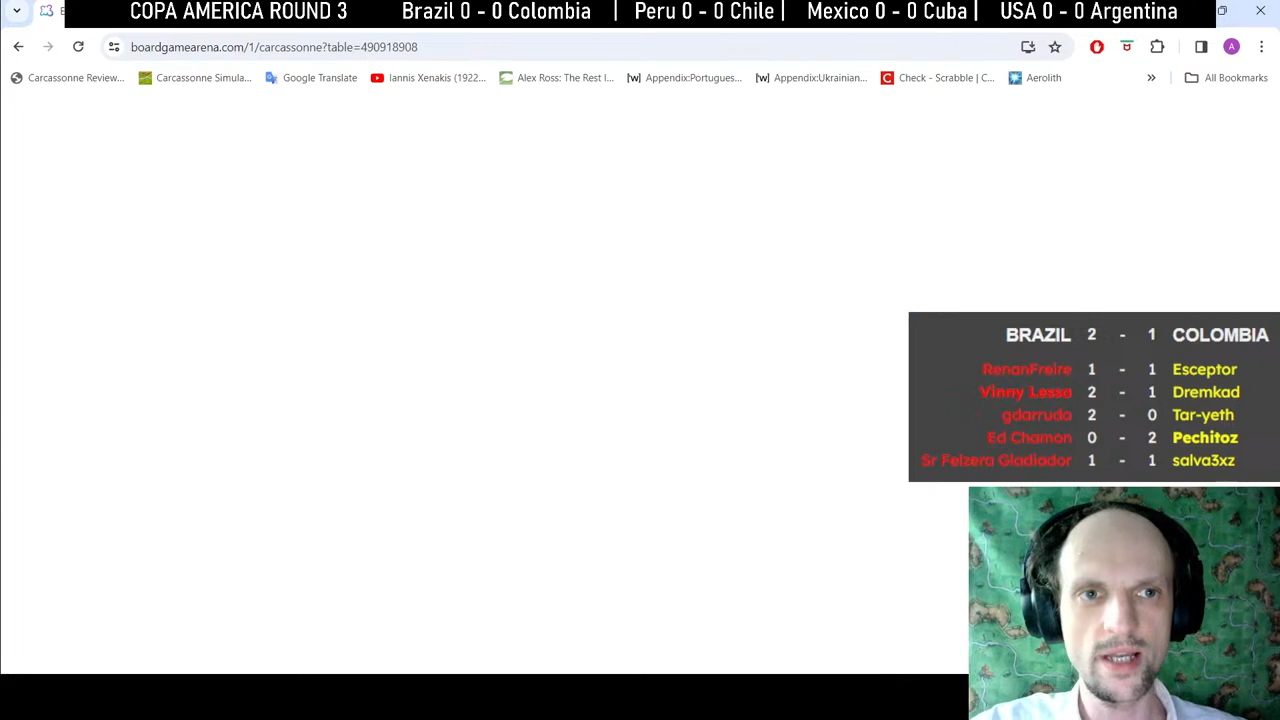 COPA AMERICA ROUND 3 Brazil 0 - 0 Colombia | Peru 0 - 0 Chile | Mexico 0 - 0 Cuba | USA 0 - 0 Argentina
boardgamearena.com/1/carcassonne?table=490918908
A
Carcassonne Review... Carcassonne Simula... Google Translate Iannis Xenakis (1922... Alex Ross: The Rest I... [w] Appendix:Portugues... [w] Appendix:Ukrainian... C Check - Scrabble | C... Aerolith » All Bookmarks
BRAZIL 2 - 1 COLOMBIA
RenanFreire 1 - 1 Esceptor
Vinny Lessa 2 - 1 Dremkad
gdarruda 2 - 0 Tar-yeth
Ed Chamon 0 - 2 Pechitoz
Sr Felzera Gladiador 1 - 1 salva3xz